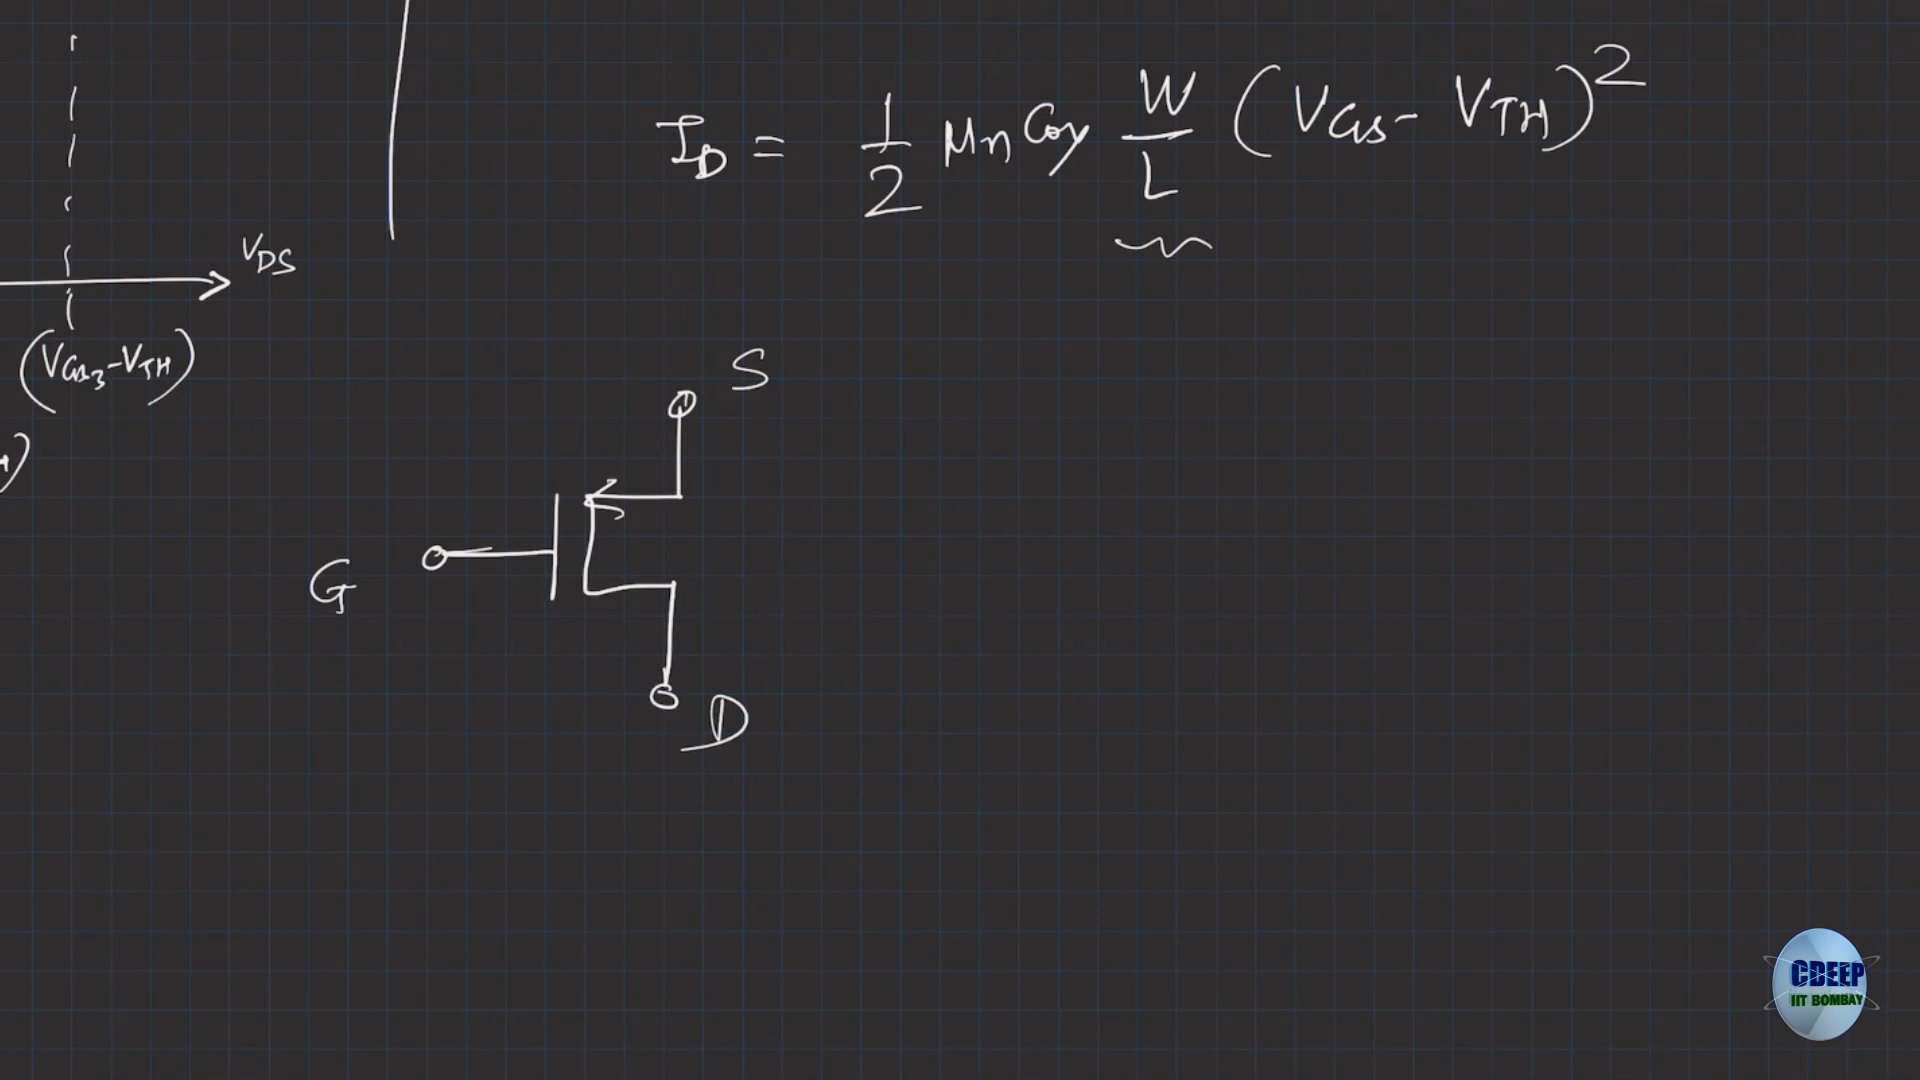 I_D = 1/2 μn Cox W/L (VGS - VTH)^2
VDS
(VGS3-VTH)
S
G
D
CDEEP
IIT BOMBAY